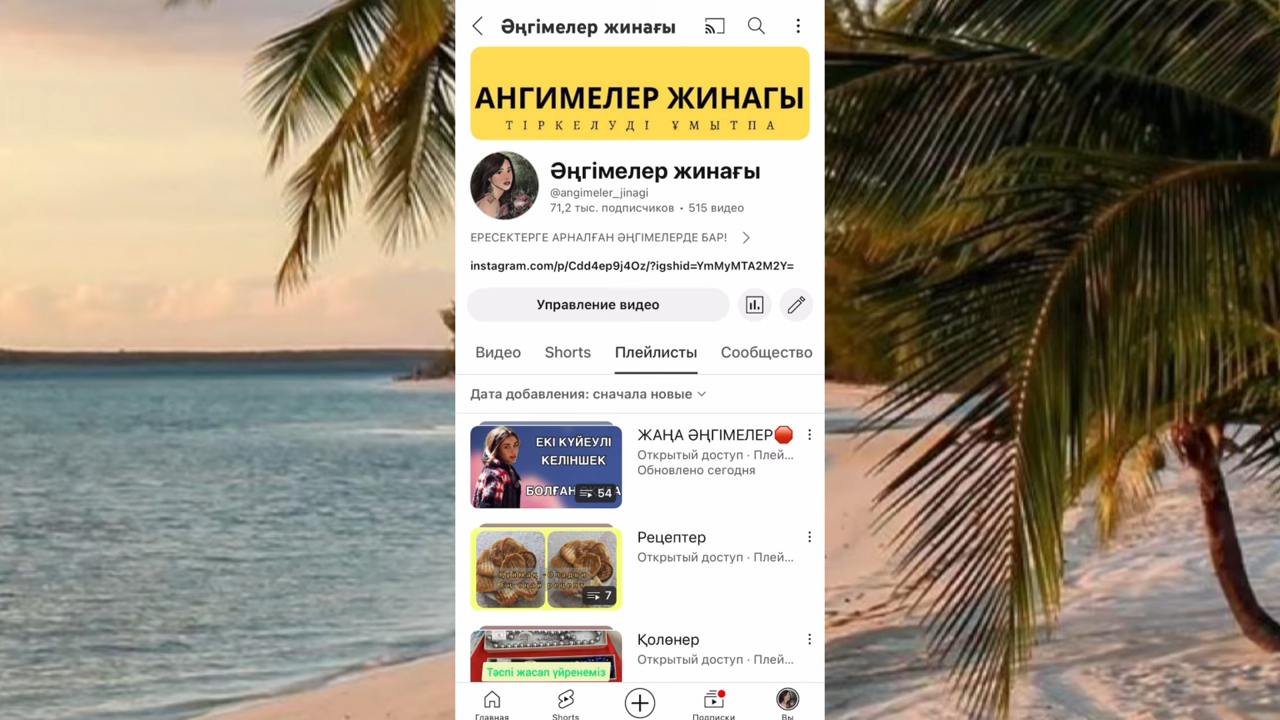 Әңгімелер жинағы
АНГИМЕЛЕР ЖИНАГЫ
ТІРКЕЛУДІ ҰМЫТПА
Әңгімелер жинағы
@angimeler_jinagi
71,2 тыс. подписчиков • 515 видео
ЕРЕСЕКТЕРГЕ АРНАЛҒАН ӘҢГІМЕЛЕРДЕ БАР!
instagram.com/p/Cdd4ep9j4Oz/?igshid=YmMyMTA2M2Y=
Управление видео
Видео Shorts Плейлисты Сообщество
Дата добавления: сначала новые
ЕКІ КҮЙЕУЛІ
КЕЛІНШЕК
54
ЖАҢА ӘҢГІМЕЛЕР
Открытый доступ · Плей...
Обновлено сегодня
7
Рецептер
Открытый доступ · Плей...
Тәспі жасап үйренеміз
Қолөнер
Открытый доступ · Плей...
Главная Shorts Подписки Вы